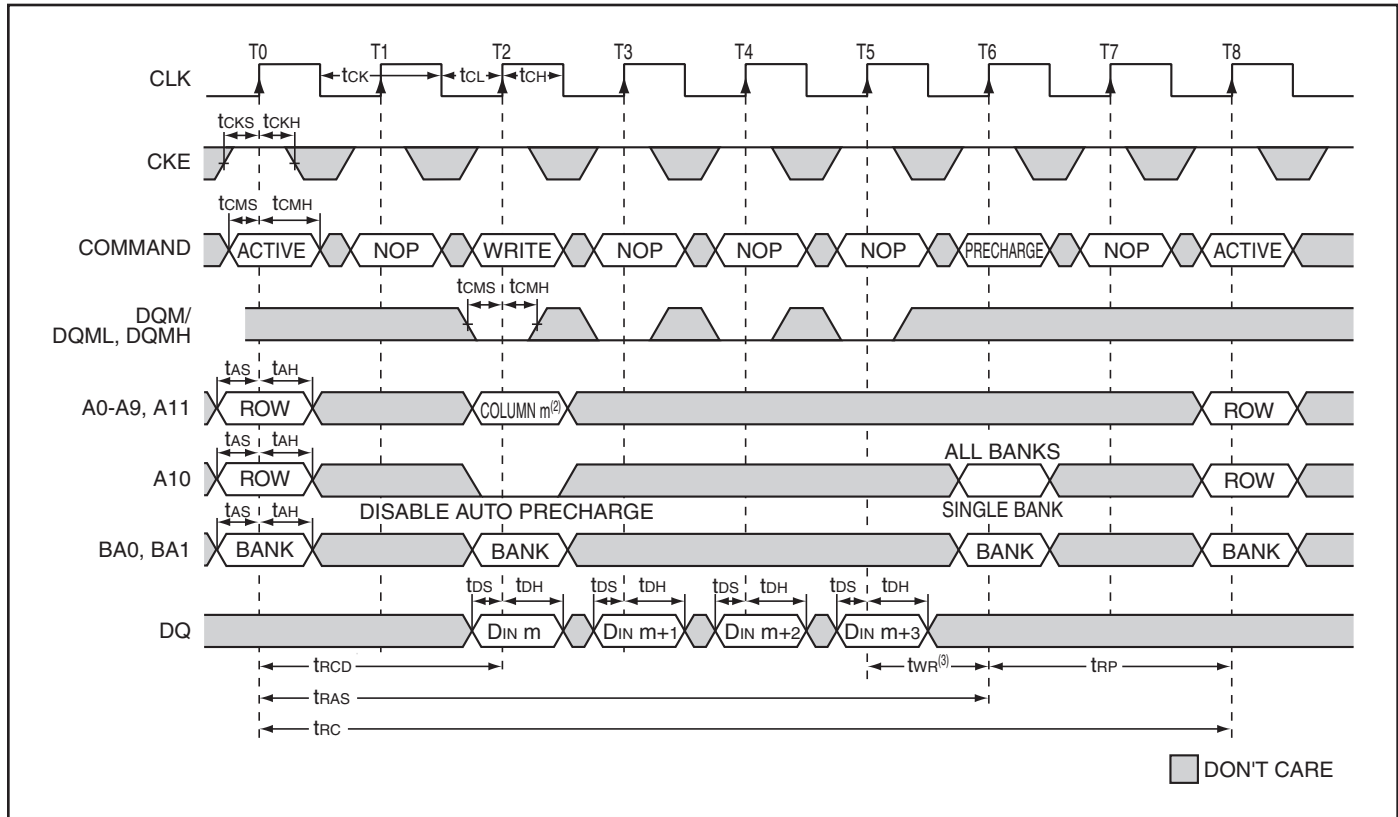 T0 T1 T2 T3 T4 T5 T6 T7 T8
CLK
tCK tCL tCH
tCKS tCKH
CKE
tCMS tCMH
COMMAND ACTIVE NOP WRITE NOP NOP NOP PRECHARGE NOP ACTIVE
tCMS tCMH
DQM/
DQML, DQMH
tAS tAH
A0-A9, A11 ROW COLUMN m(2) ROW
tAS tAH
ALL BANKS
A10 ROW ROW
DISABLE AUTO PRECHARGE SINGLE BANK
tAS tAH
BA0, BA1 BANK BANK BANK BANK
tDS tDH tDS tDH tDS tDH tDS tDH
DQ DIN m DIN m+1 DIN m+2 DIN m+3
tRCD tWR(3) tRP
tRAS
tRC
DON'T CARE